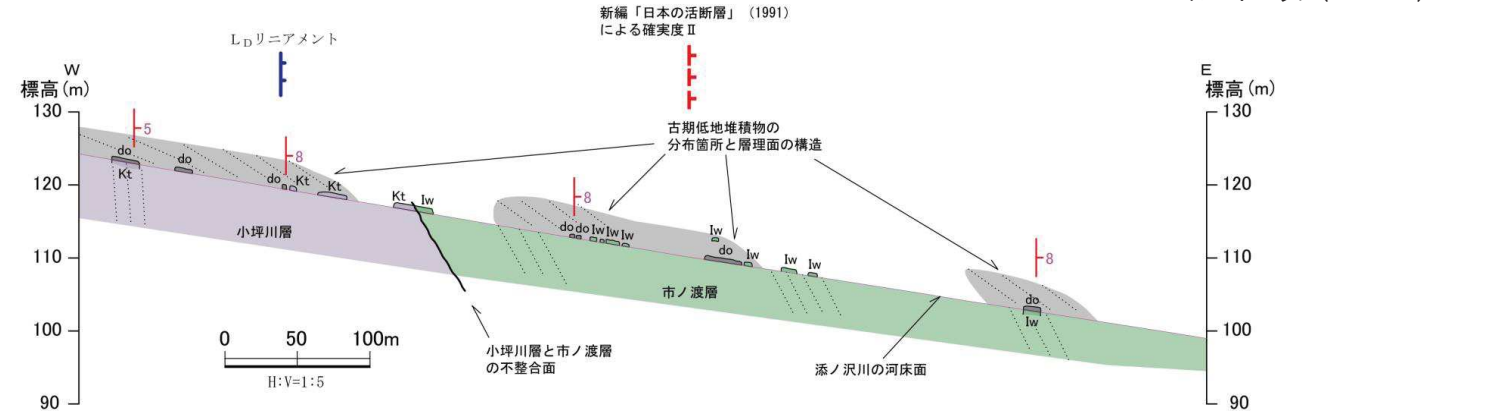 新編「日本の活断層」(1991)
による確実度Ⅱ
LDリニアメント
W
標高(m)
E
標高(m)
130
120
110
100
90
130
120
110
100
90
古期低地堆積物の
分布箇所と層理面の構造
5
8
8
8
do
Kt
do
do
Kt
Kt
Kt
Iw
do
do
Iw
Iw
Iw
Iw
do
Iw
Iw
Iw
do
Iw
小坪川層
市ノ渡層
0 50 100m
H:V=1:5
小坪川層と市ノ渡層
の不整合面
添ノ沢川の河床面